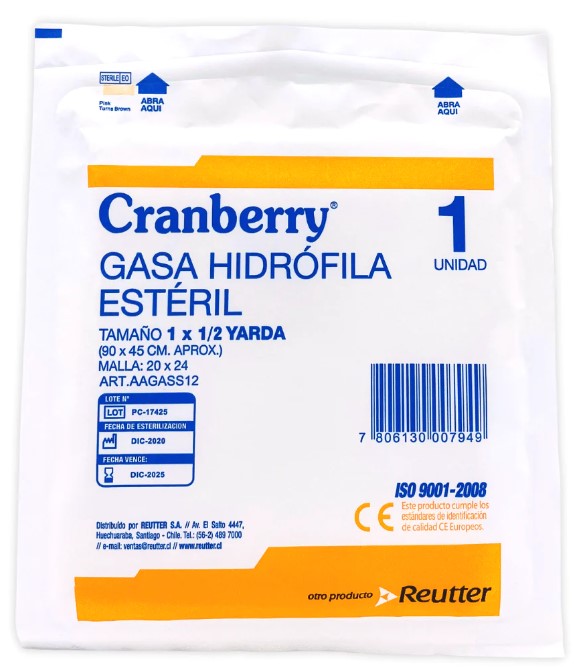 STERILE EO
Pink
Turns Brown
ABRA
AQUI
ABRA
AQUI
Cranberry®
1
UNIDAD
GASA HIDRÓFILA
ESTÉRIL
TAMAÑO 1 x 1/2 YARDA
(90 x 45 CM. APROX.)
MALLA: 20 x 24
ART.AAGASS12
LOTE N°
LOT PC-17425
FECHA DE ESTERILIZACION
DIC-2020
FECHA VENCE:
DIC-2025
7 806130 007949
ISO 9001-2008
CE
Este producto cumple los
estándares de identificación
de calidad CE Europeos.
Distribuido por REUTTER S.A. // Av. El Salto 4447,
Huechuraba, Santiago - Chile. Tel.: (56-2) 489 7000
// e-mail: ventas@reutter.cl // www.reutter.cl
otro producto Reutter